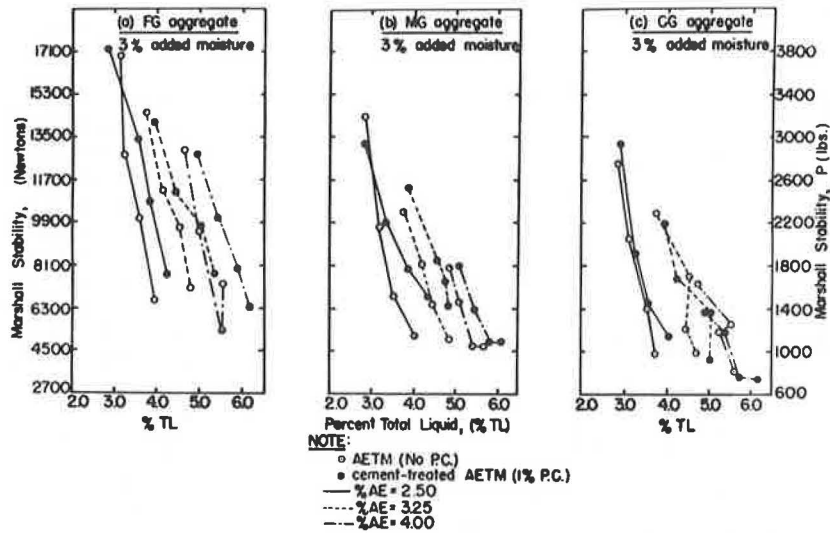 (a) FG aggregate
3% added moisture
(b) MG aggregate
3% added moisture
(c) CG aggregate
3% added moisture
Marshall Stability, (Newtons)
17000
15300
13500
11700
9900
8100
6300
4500
2700
2.0 3.0 4.0 5.0 6.0
% TL
2.0 3.0 4.0 5.0 6.0
Percent Total Liquid, (% TL)
2.0 3.0 4.0 5.0 6.0
% TL
3800
3400
3000
2600
2200
1800
1400
1000
600
Marshall Stability, P (lbs.)
NOTE:
AETM (No P.C.)
cement-treated AETM (1% P.C.)
%AE = 2.50
%AE = 3.25
%AE = 4.00